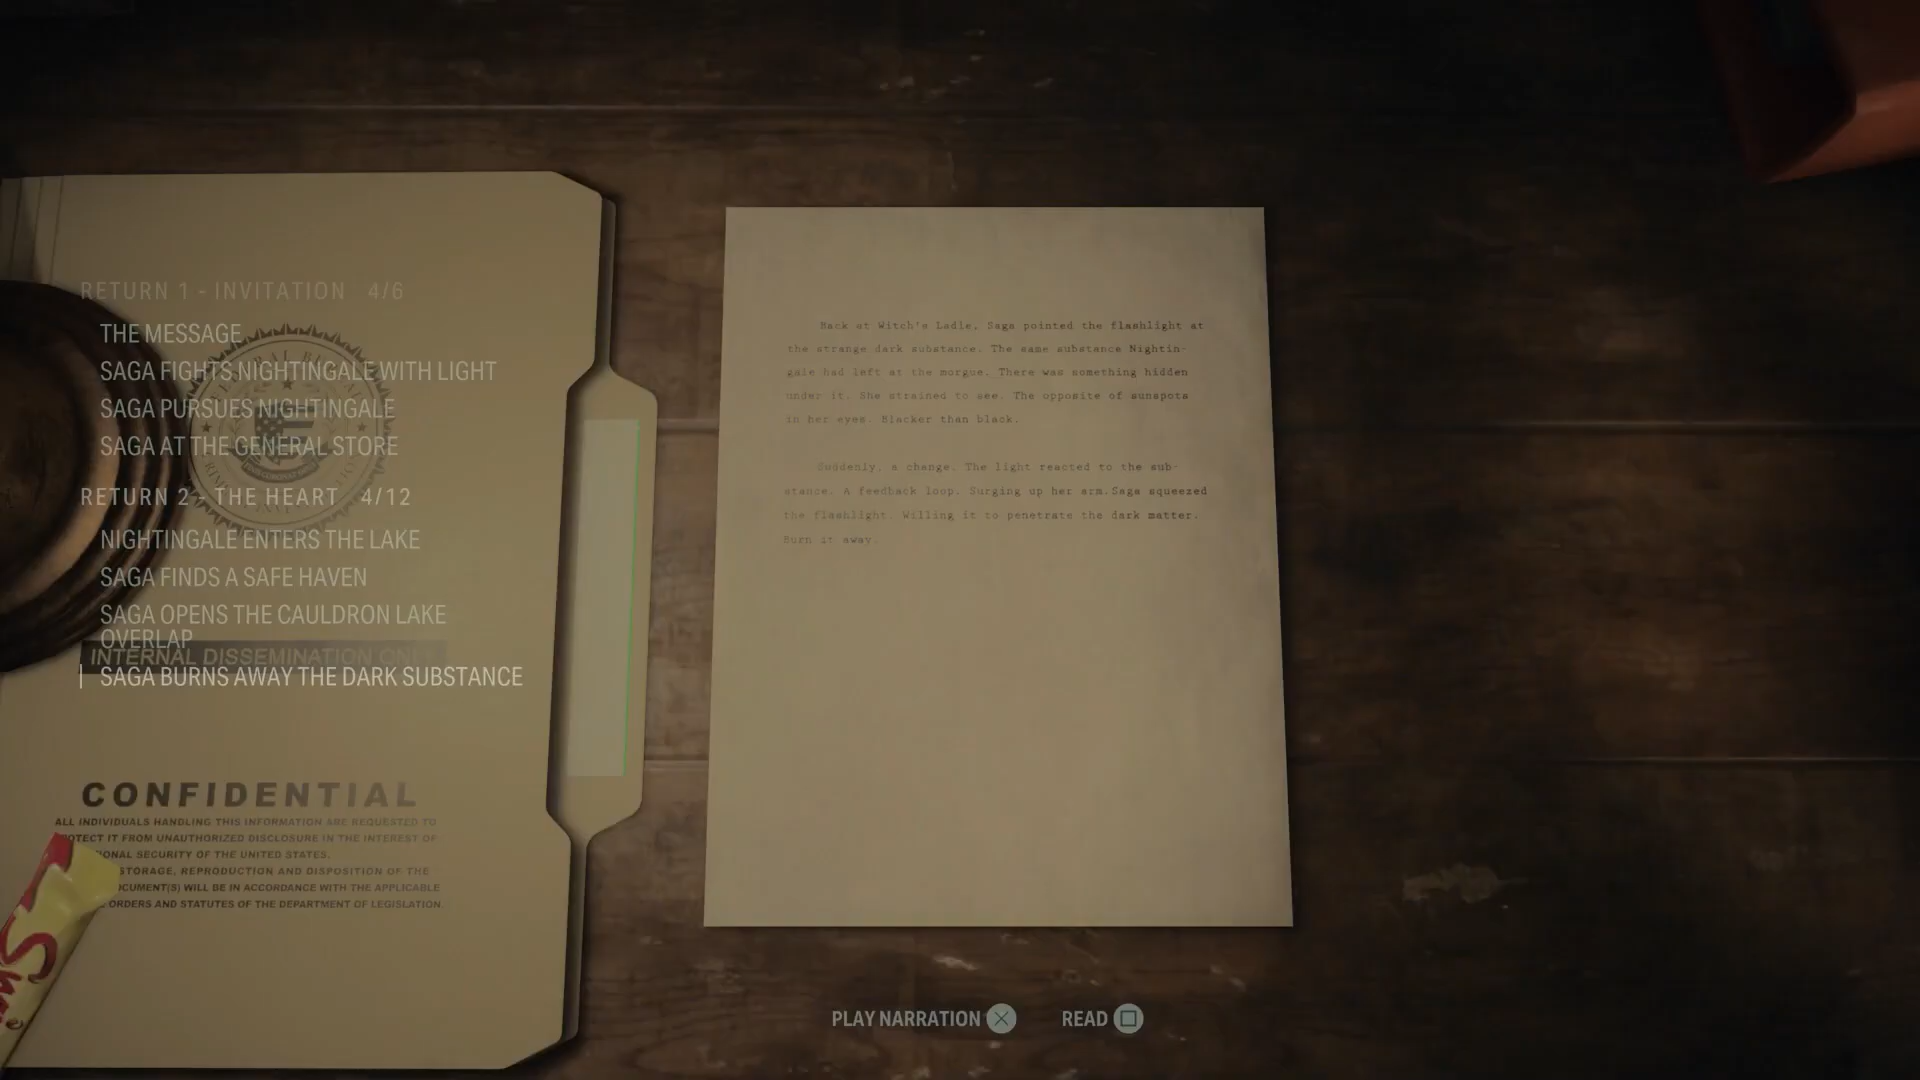 RETURN 1 - INVITATION 4/6
THE MESSAGE
SAGA FIGHTS NIGHTINGALE WITH LIGHT
SAGA PURSUES NIGHTINGALE
SAGA AT THE GENERAL STORE
RETURN 2 - THE HEART 4/12
NIGHTINGALE ENTERS THE LAKE
SAGA FINDS A SAFE HAVEN
SAGA OPENS THE CAULDRON LAKE
OVERLAP
INTERNAL DISSEMINATION
SAGA BURNS AWAY THE DARK SUBSTANCE
CONFIDENTIAL
ALL INDIVIDUALS HANDLING THIS INFORMATION ARE REQUESTED TO
OTECT IT FROM UNAUTHORIZED DISCLOSURE IN THE INTEREST OF
ONAL SECURITY OF THE UNITED STATES.
STORAGE, REPRODUCTION AND DISPOSITION OF THE
OCUMENT(S) WILL BE IN ACCORDANCE WITH THE APPLICABLE
ORDERS AND STATUTES OF THE DEPARTMENT OF LEGISLATION.
Back at Witch's Ladle, Saga pointed the flashlight at
the strange dark substance. The same substance Nightin-
gale had left at the morgue. There was something hidden
under it. She strained to see. The opposite of sunspots
in her eyes. Blacker than black.
Suddenly, a change. The light reacted to the sub-
stance. A feedback loop. Surging up her arm.Saga squeezed
the flashlight. Willing it to penetrate the dark matter.
Burn it away.
PLAY NARRATION
READ